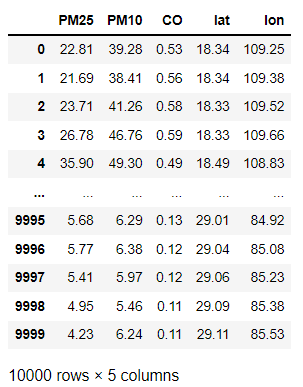 PM25 PM10 CO lat lon
0 22.81 39.28 0.53 18.34 109.25
1 21.69 38.41 0.56 18.34 109.38
2 23.71 41.26 0.58 18.33 109.52
3 26.78 46.76 0.59 18.33 109.66
4 35.90 49.30 0.49 18.49 108.83
... ... ... ... ... ...
9995 5.68 6.29 0.13 29.01 84.92
9996 5.77 6.38 0.12 29.04 85.08
9997 5.41 5.97 0.12 29.06 85.23
9998 4.95 5.46 0.11 29.09 85.38
9999 4.23 6.24 0.11 29.11 85.53
10000 rows × 5 columns